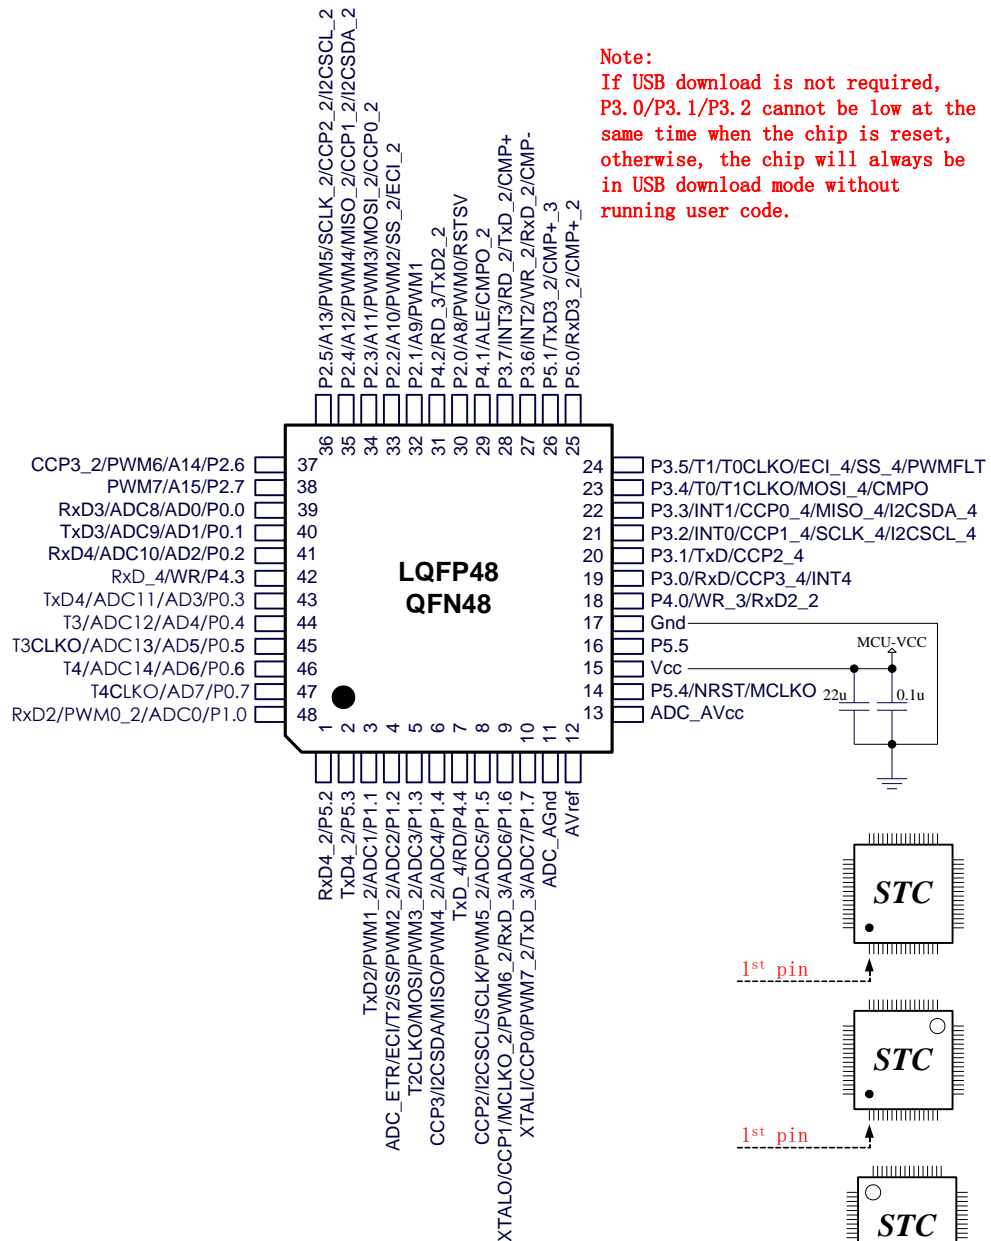 Note:
If USB download is not required,
P3.0/P3.1/P3.2 cannot be low at the
same time when the chip is reset,
otherwise, the chip will always be
in USB download mode without
running user code.
P2.5/A13/PWM5/SCLK_2/CCP2_2/I2CSCL_2
P2.4/A12/PWM4/MISO_2/CCP1_2/I2CSDA_2
P2.3/A11/PWM3/MOSI_2/CCP0_2
P2.2/A10/PWM2/SS_2/ECI_2
P2.1/A9/PWM1
P4.2/RD_3/TxD2_2
P2.0/A8/PWM0/RSTSV
P4.1/ALE/CMPO_2
P3.7/INT3/RD_2/TxD_2/CMP+
P3.6/INT2/WR_2/RxD_2/CMP-
P5.1/TxD3_2/CMP+_3
P5.0/RxD3_2/CMP+_2
36 35 34 33 32 31 30 29 28 27 26 25
CCP3_2/PWM6/A14/P2.6 37
PWM7/A15/P2.7 38
RxD3/ADC8/AD0/P0.0 39
TxD3/ADC9/AD1/P0.1 40
RxD4/ADC10/AD2/P0.2 41
RxD_4/WR/P4.3 42
TxD4/ADC11/AD3/P0.3 43
T3/ADC12/AD4/P0.4 44
T3CLKO/ADC13/AD5/P0.5 45
T4/ADC14/AD6/P0.6 46
T4CLKO/AD7/P0.7 47
RxD2/PWM0_2/ADC0/P1.0 48
LQFP48
QFN48
24 P3.5/T1/T0CLKO/ECI_4/SS_4/PWMFLT
23 P3.4/T0/T1CLKO/MOSI_4/CMPO
22 P3.3/INT1/CCP0_4/MISO_4/I2CSDA_4
21 P3.2/INT0/CCP1_4/SCLK_4/I2CSCL_4
20 P3.1/TxD/CCP2_4
19 P3.0/RxD/CCP3_4/INT4
18 P4.0/WR_3/RxD2_2
17 Gnd
16 P5.5
15 Vcc
14 P5.4/NRST/MCLKO
13 ADC_AVcc
MCU-VCC
22u
0.1u
1 2 3 4 5 6 7 8 9 10 11 12
RxD4_2/P5.2
TxD4_2/P5.3
TxD2/PWM1_2/ADC1/P1.1
ADC_ETR/ECI/T2/SS/PWM2_2/ADC2/P1.2
T2CLKO/MOSI/PWM3_2/ADC3/P1.3
CCP3/I2CSDA/MISO/PWM4_2/ADC4/P1.4
TxD_4/RD/P4.4
CCP2/I2CSCL/SCLK/PWM5_2/ADC5/P1.5
XTALO/CCP1/MCLKO_2/PWM6_2/RxD_3/ADC6/P1.6
XTALI/CCP0/PWM7_2/TxD_3/ADC7/P1.7
ADC_AGnd
AVref
STC
1st pin
STC
1st pin
STC